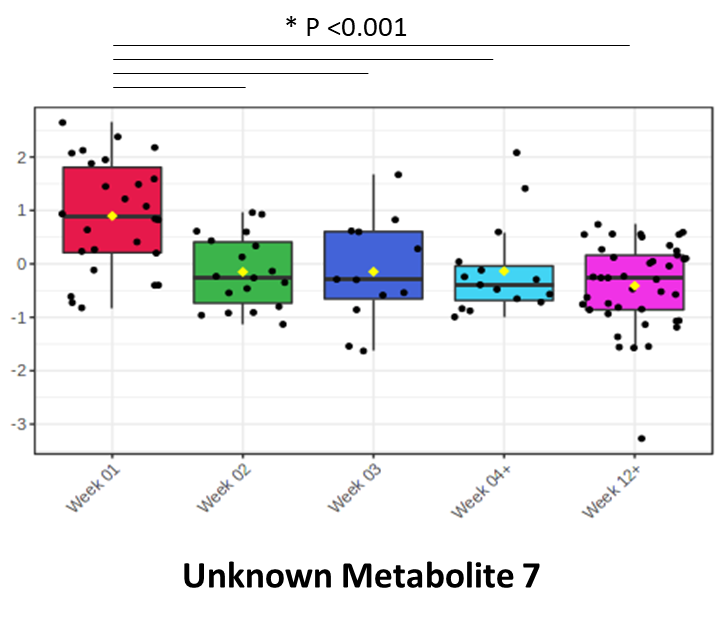 * P <0.001
2
1
0
-1
-2
-3
Week 01
Week 02
Week 03
Week 04+
Week 12+
Unknown Metabolite 7